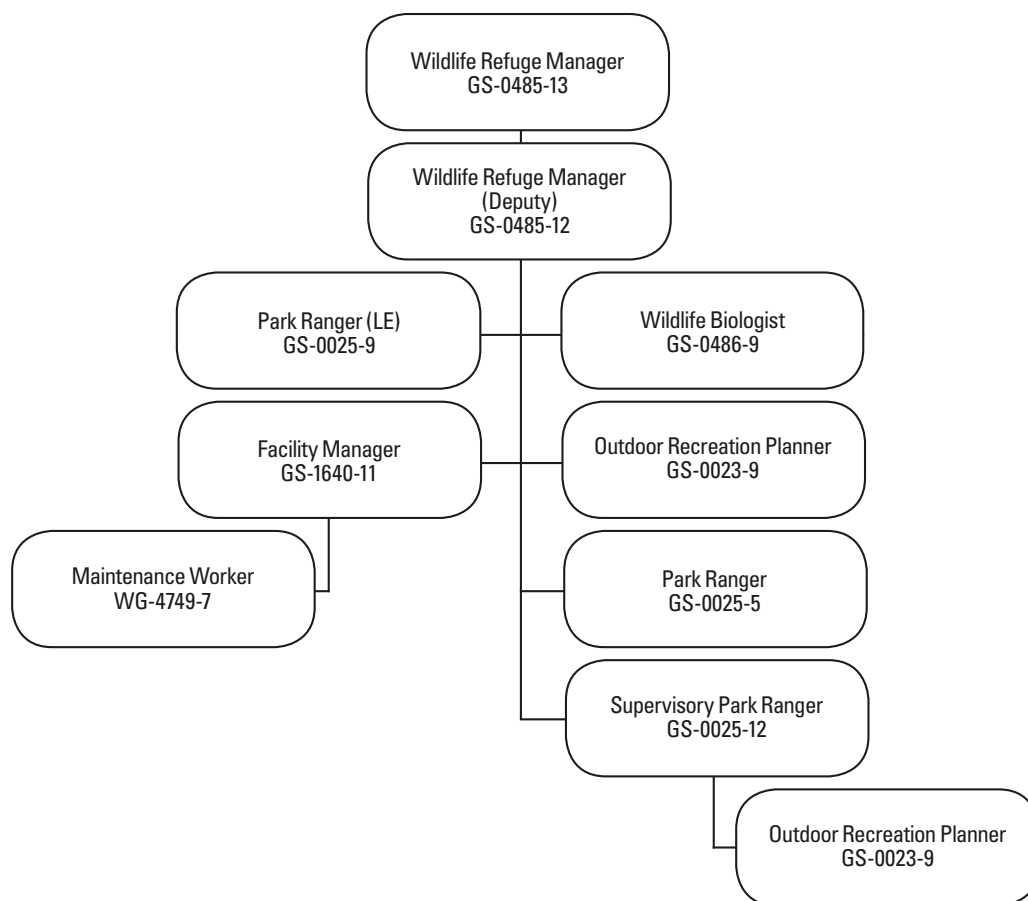 Wildlife Refuge Manager
GS-0485-13
Wildlife Refuge Manager
(Deputy)
GS-0485-12
Park Ranger (LE)
GS-0025-9
Wildlife Biologist
GS-0486-9
Facility Manager
GS-1640-11
Outdoor Recreation Planner
GS-0023-9
Maintenance Worker
WG-4749-7
Park Ranger
GS-0025-5
Supervisory Park Ranger
GS-0025-12
Outdoor Recreation Planner
GS-0023-9